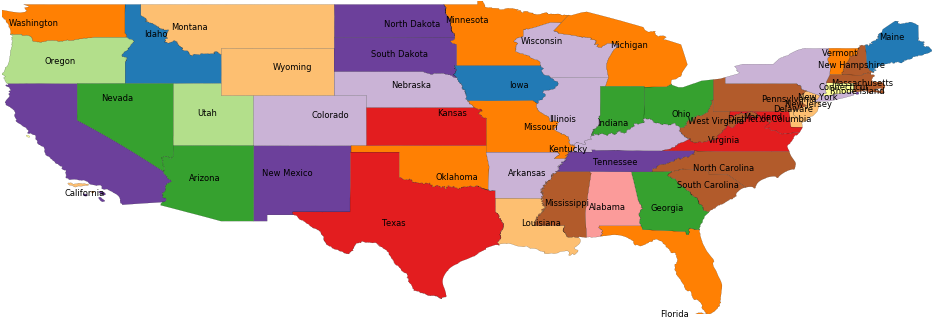 Washington
Oregon
California
Idaho
Nevada
Montana
Wyoming
Utah
Arizona
Colorado
New Mexico
North Dakota
South Dakota
Nebraska
Kansas
Oklahoma
Texas
Minnesota
Iowa
Missouri
Arkansas
Louisiana
Wisconsin
Illinois
Michigan
Indiana
Ohio
Kentucky
Tennessee
Mississippi
Alabama
Georgia
Florida
South Carolina
North Carolina
Virginia
West Virginia
District of Columbia
Maryland
Delaware
New Jersey
Pennsylvania
New York
Connecticut
Rhode Island
Massachusetts
New Hampshire
Vermont
Maine